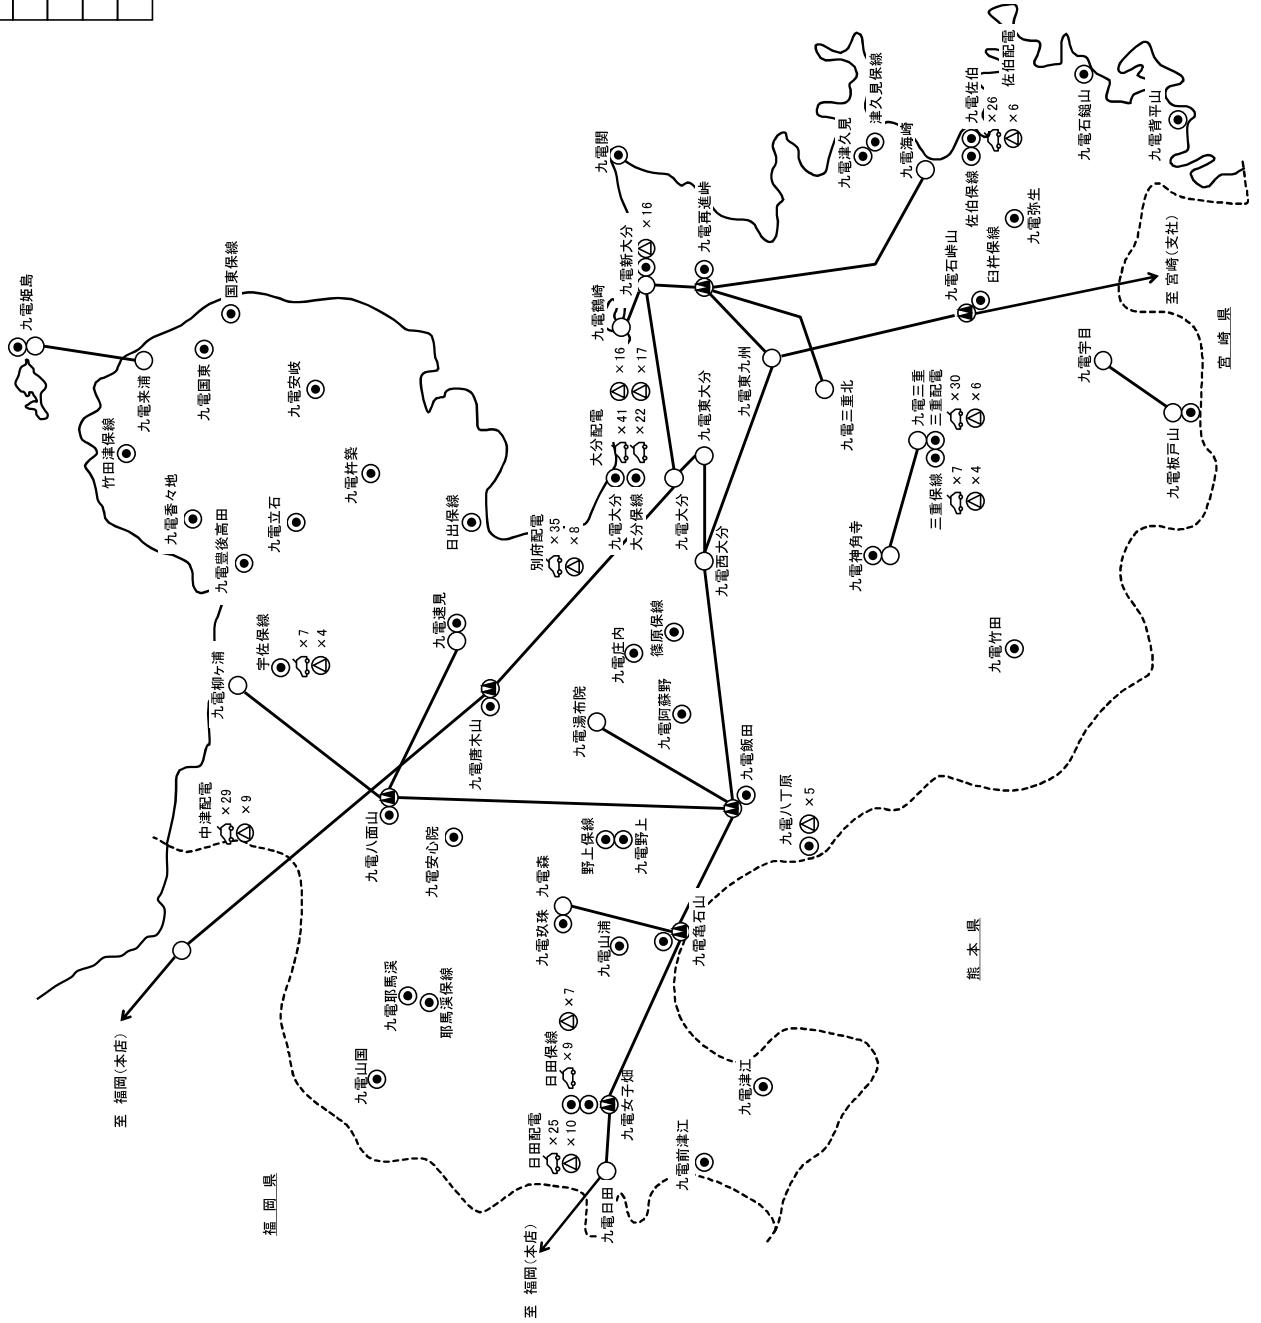 九電姫島
九電来浦
国東保線
九電国東
九電安岐
竹田津保線
九電香々地
九電豊後高田
九電立石
九電杵築
日出保線
宇佐保線
×7
×4
九電柳ヶ浦
九電速見
別府配電
×35
×8
中津配電
×29
×9
九電唐木山
九電八面山
九電安心院
九電関
九電新大分
×16
九電鶴崎
九電再進峠
大分配電
×41
×16
×22
×17
九電大分
大分保線
九電大分
九電東大分
九電西大分
九電東九州
九電三重北
津久見保線
九電津久見
九電海崎
九電佐伯
佐伯配電
×26
×6
佐伯保線
九電石鎚山
九電背平山
九電弥生
臼杵保線
九電石峠山
至 宮崎(支社)
宮 崎 県
九電宇目
九電板戸山
九電三重
三重配電
×30
×6
三重保線
×7
×4
九電神角寺
九電竹田
九電庄内
篠原保線
九電阿蘇野
九電湯布院
九電飯田
九電八丁原
×5
野上保線
九電野上
九電森
九電玖珠
九電山浦
九電亀石山
熊 本 県
九電耶馬渓
耶馬渓保線
九電山国
日田保線
×9
×7
日田配電
×25
×10
九電女子畑
九電日田
九電前津江
九電津江
至 福岡(本店)
至 福岡(本店)
福 岡 県